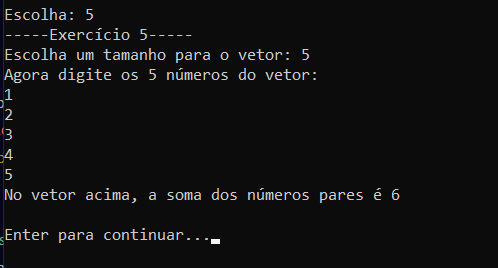 Escolha: 5
-----Exercício 5-----
Escolha um tamanho para o vetor: 5
Agora digite os 5 números do vetor:
1
2
3
4
5
No vetor acima, a soma dos números pares é 6
Enter para continuar...